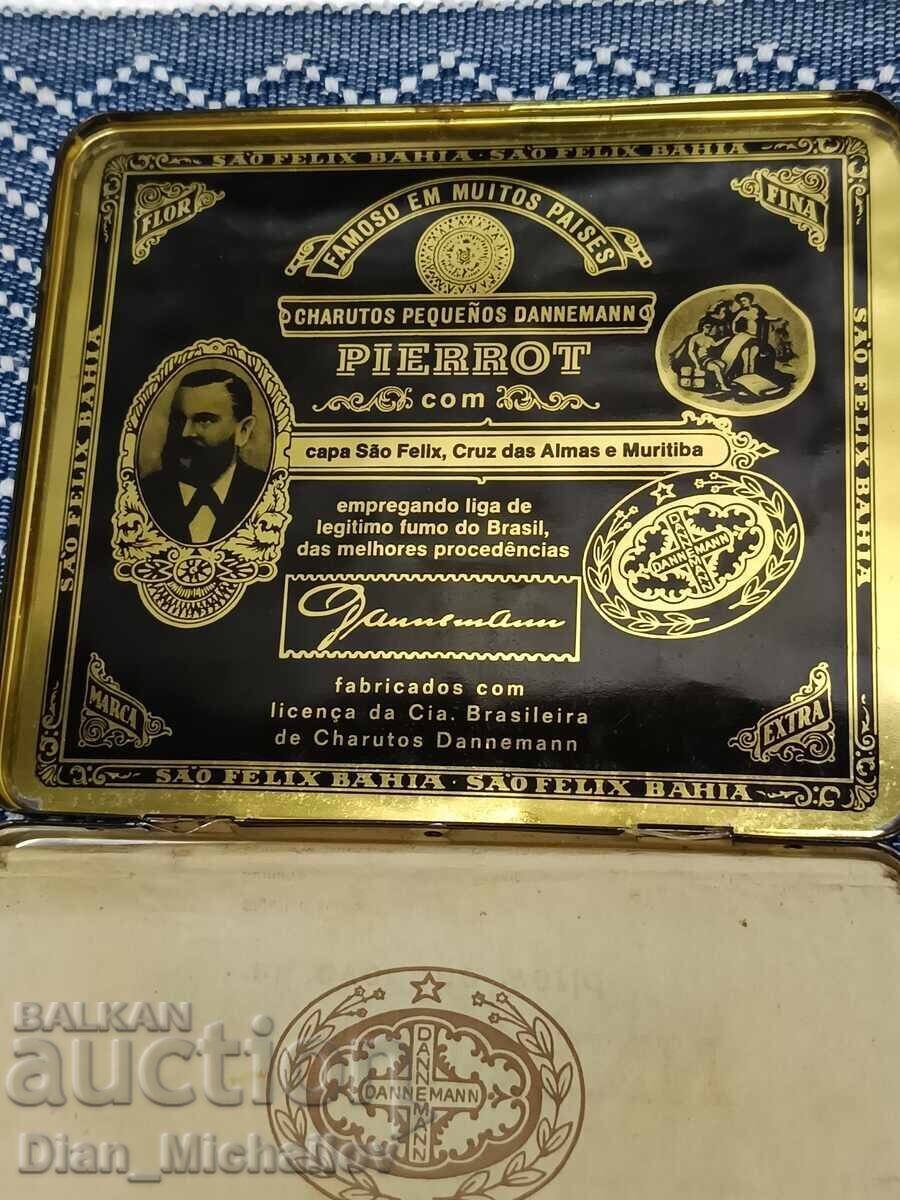 SÃO FELIX BAHIA · SÃO FELIX BAHIA
FLOR
FINA
FAMOSO EM MUITOS PAISES
CHARUTOS PEQUEÑOS DANNEMANN
PIERROT
com
capa São Felix, Cruz das Almas e Muritiba
empregando liga de
legitimo fumo do Brasil,
das melhores procedências
DANNEMANN
DANNEMANN
Dannemann
fabricados com
licença da Cia. Brasileira
de Charutos Dannemann
MARCA
EXTRA
SÃO FELIX BAHIA
SÃO FELIX BAHIA
SÃO FELIX BAHIA · SÃO FELIX BAHIA
DANNEMANN
DANNEMANN
BALKAN
auction
Dian_Michailov